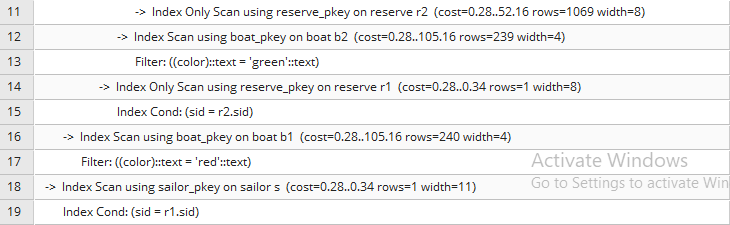 11 -> Index Only Scan using reserve_pkey on reserve r2 (cost=0.28..52.16 rows=1069 width=8)
12 -> Index Scan using boat_pkey on boat b2 (cost=0.28..105.16 rows=239 width=4)
13 Filter: ((color)::text = 'green'::text)
14 -> Index Only Scan using reserve_pkey on reserve r1 (cost=0.28..0.34 rows=1 width=8)
15 Index Cond: (sid = r2.sid)
16 -> Index Scan using boat_pkey on boat b1 (cost=0.28..105.16 rows=240 width=4)
17 Filter: ((color)::text = 'red'::text)
Activate Windows
18 -> Index Scan using sailor_pkey on sailor s (cost=0.28..0.34 rows=1 width=11)
Go to Settings to activate Win
19 Index Cond: (sid = r1.sid)